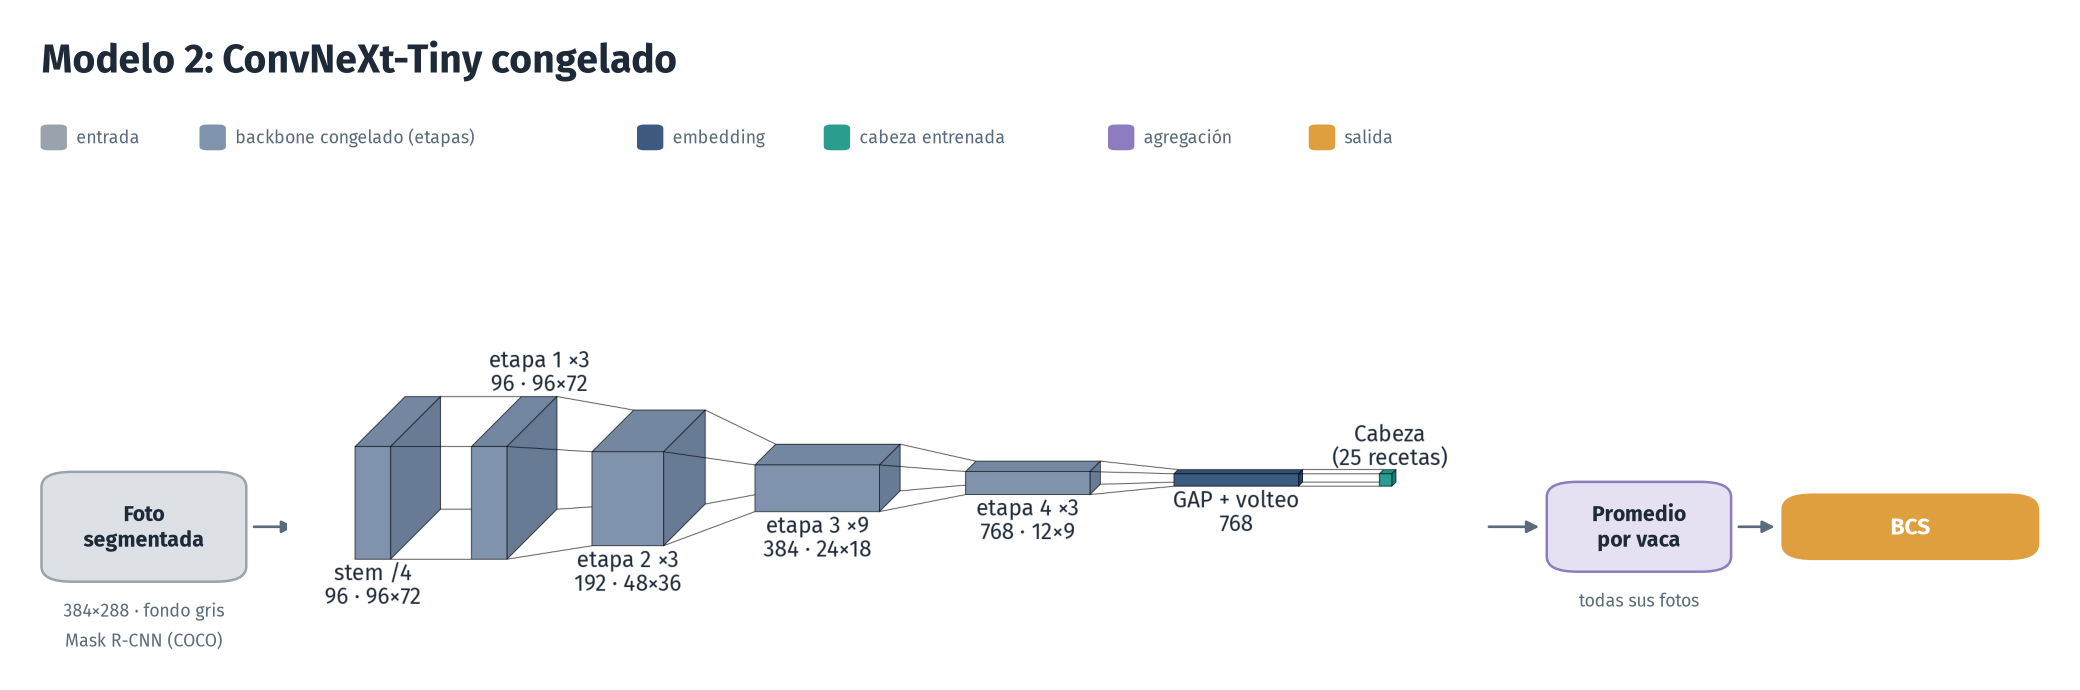 Modelo 2: ConvNeXt-Tiny congelado
entrada
backbone congelado (etapas)
embedding
cabeza entrenada
agregación
salida
Foto
segmentada
384×288 · fondo gris
Mask R-CNN (COCO)
stem /4
96 · 96×72
etapa 1 ×3
96 · 96×72
etapa 2 ×3
192 · 48×36
etapa 3 ×9
384 · 24×18
etapa 4 ×3
768 · 12×9
GAP + volteo
768
Cabeza
(25 recetas)
Promedio
por vaca
todas sus fotos
BCS